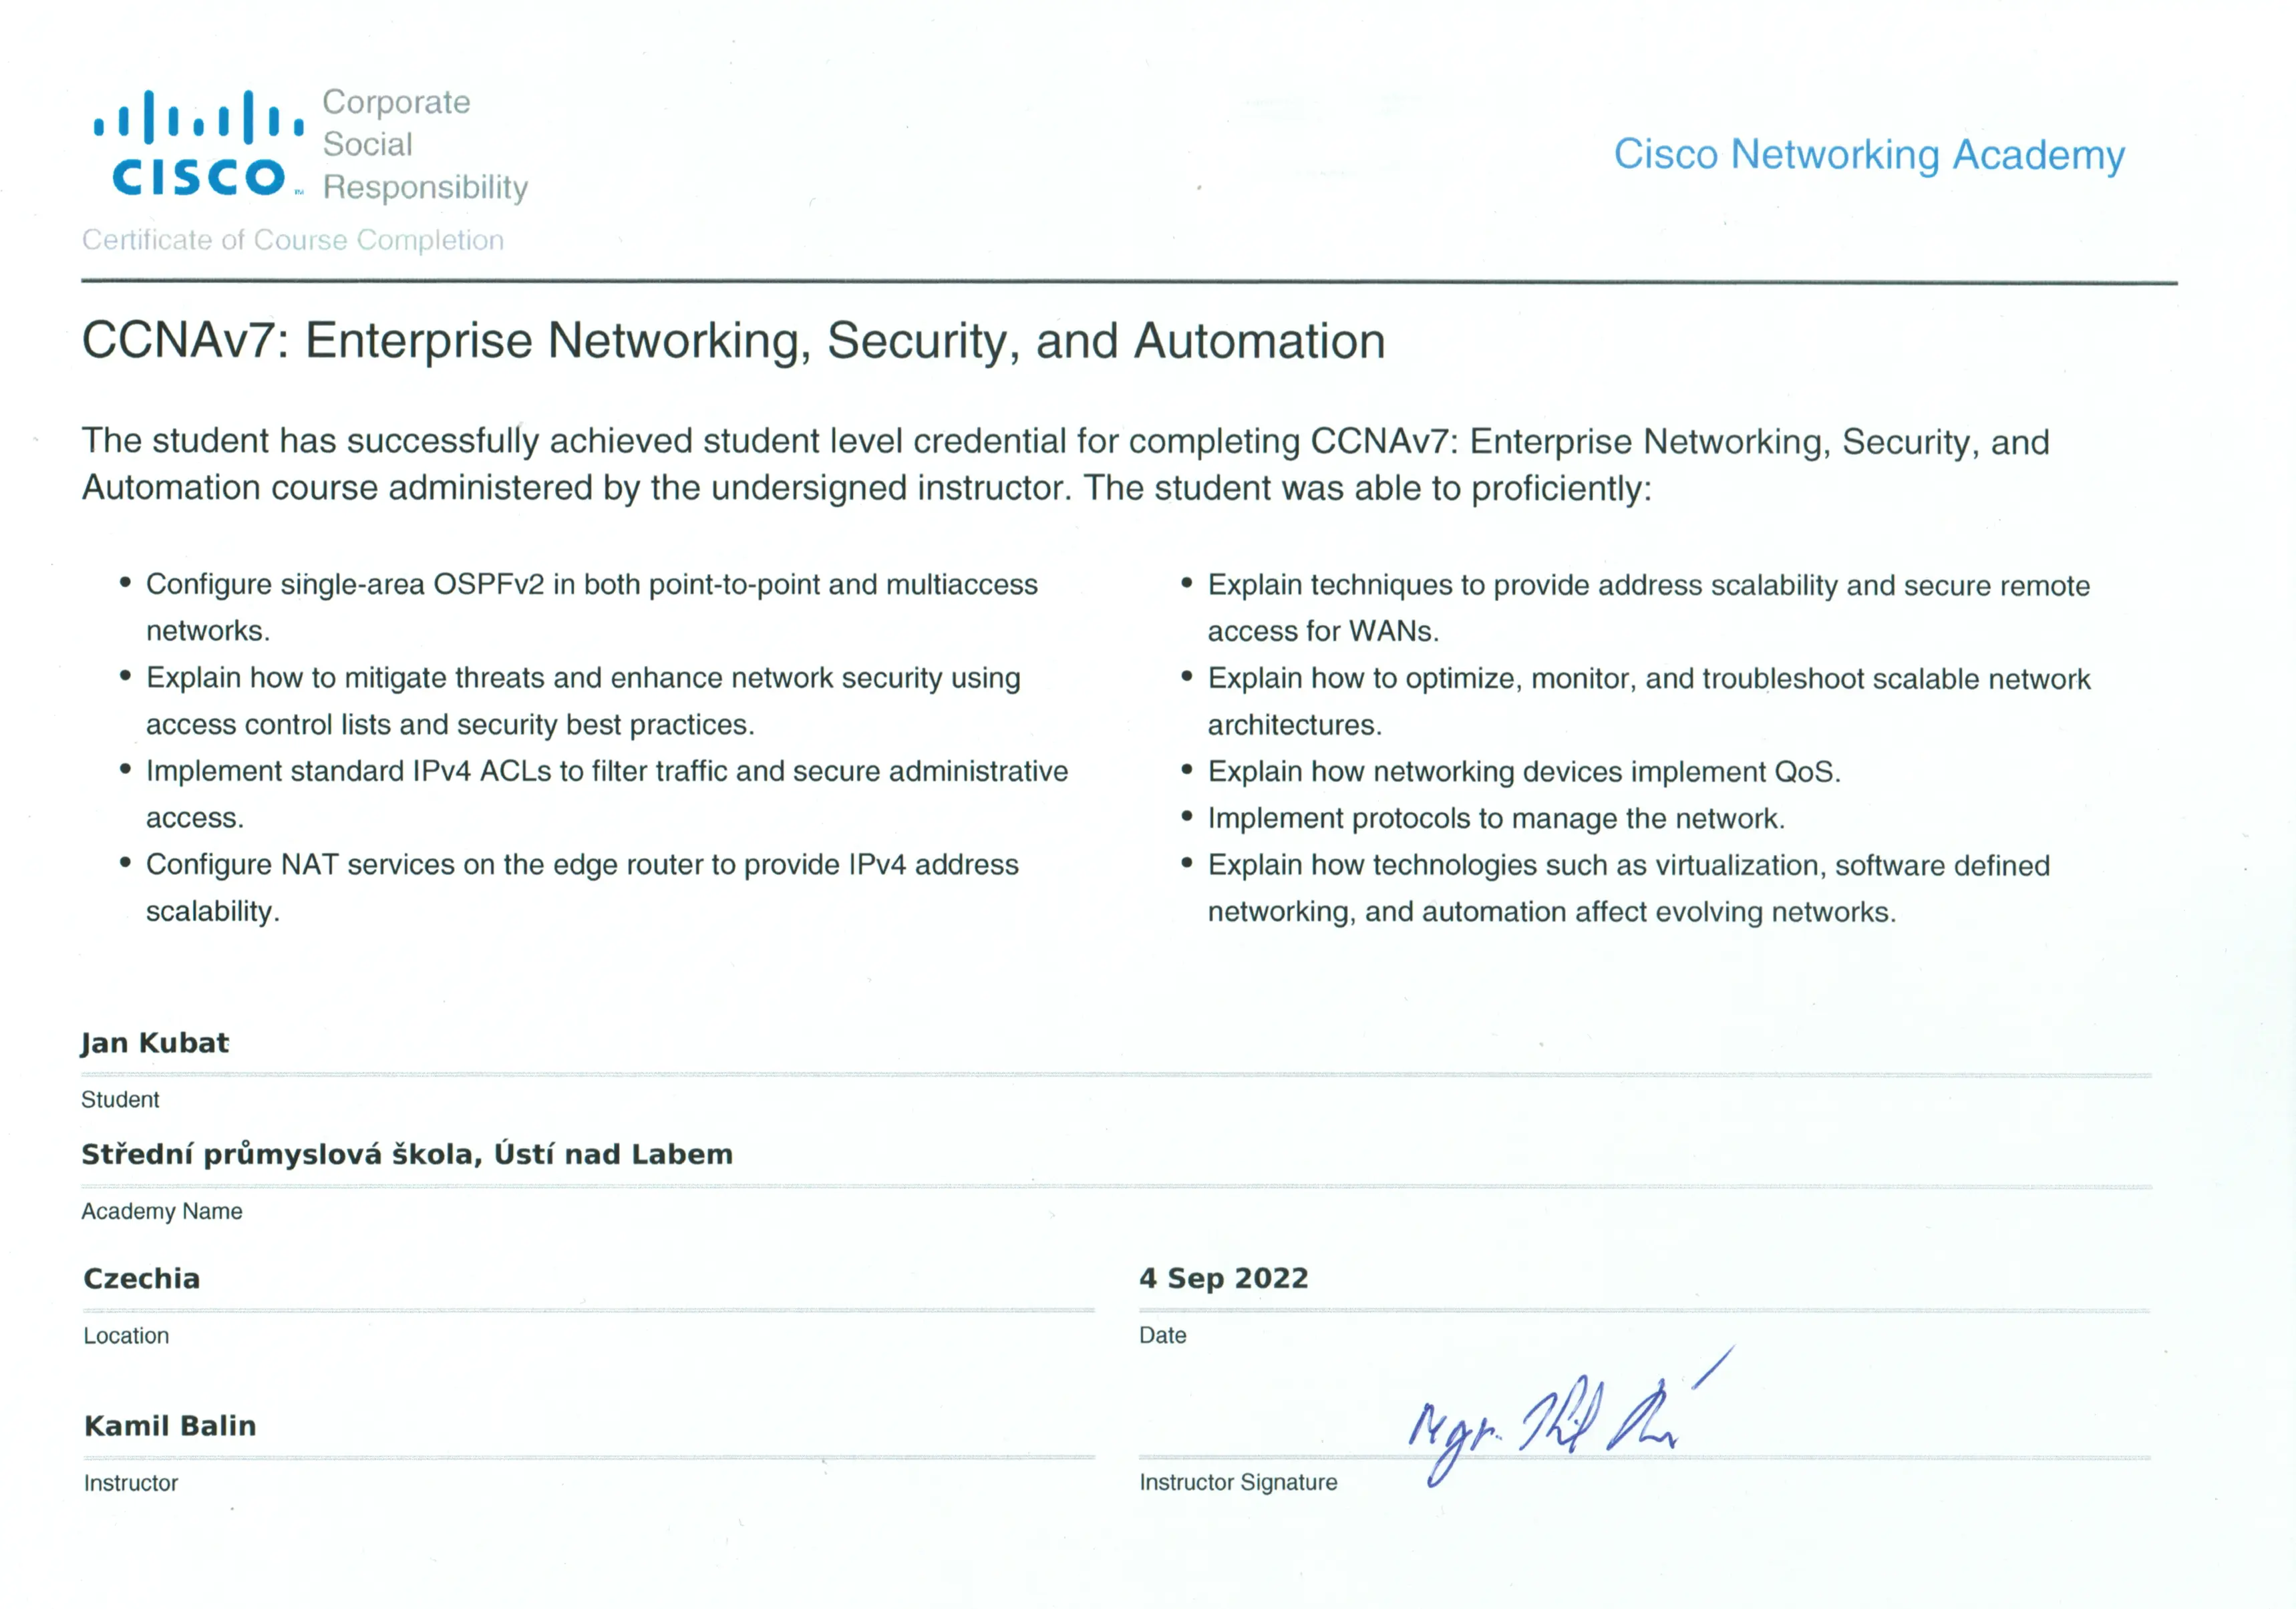 Corporate
Social
Responsibility
CISCO™
Cisco Networking Academy
Certificate of Course Completion
CCNAv7: Enterprise Networking, Security, and Automation
The student has successfully achieved student level credential for completing CCNAv7: Enterprise Networking, Security, and
Automation course administered by the undersigned instructor. The student was able to proficiently:
• Configure single-area OSPFv2 in both point-to-point and multiaccess
networks.
• Explain how to mitigate threats and enhance network security using
access control lists and security best practices.
• Implement standard IPv4 ACLs to filter traffic and secure administrative
access.
• Configure NAT services on the edge router to provide IPv4 address
scalability.
• Explain techniques to provide address scalability and secure remote
access for WANs.
• Explain how to optimize, monitor, and troubleshoot scalable network
architectures.
• Explain how networking devices implement QoS.
• Implement protocols to manage the network.
• Explain how technologies such as virtualization, software defined
networking, and automation affect evolving networks.
Jan Kubat
Student
Střední průmyslová škola, Ústí nad Labem
Academy Name
Czechia
Location
4 Sep 2022
Date
Kamil Balin
Instructor
Mgr.
Instructor Signature